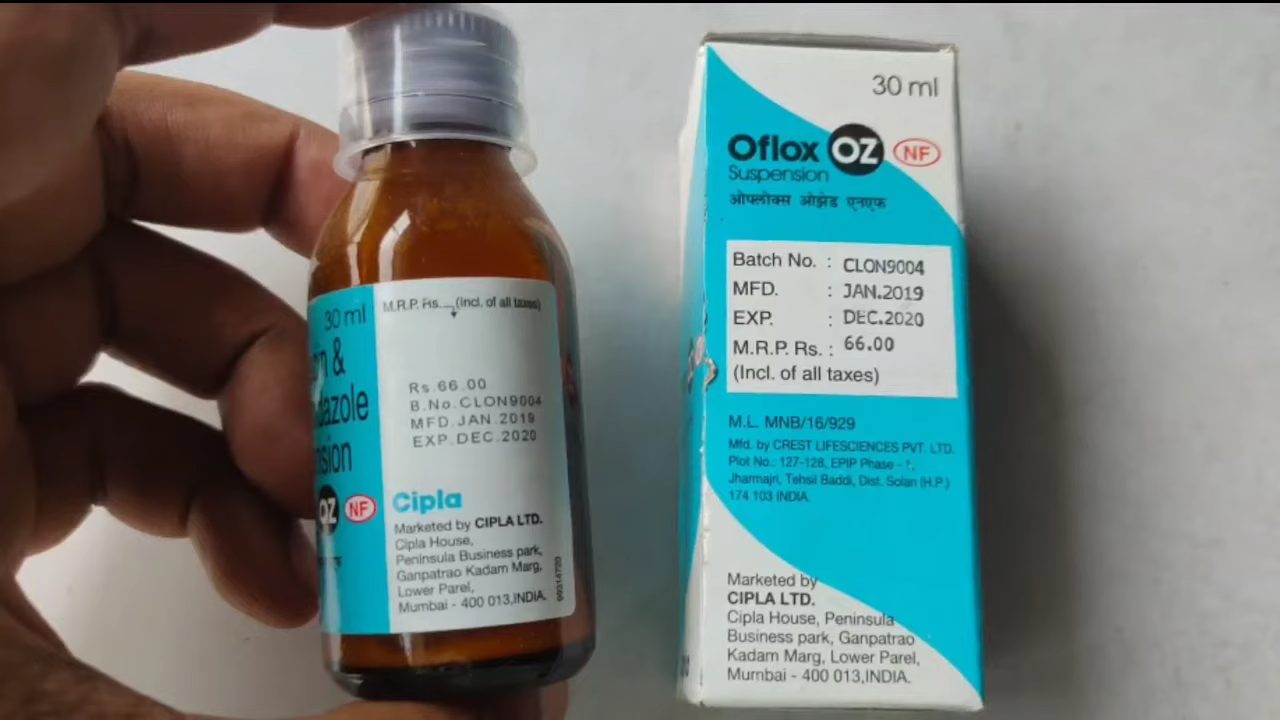 30 ml
M.R.P. Rs. (Incl. of all taxes)
&
dazole
Rs.66.00
B.No.CLON9004
MFD.JAN.2019
EXP.DEC.2020
OZ NF
Cipla
Marketed by CIPLA LTD.
Cipla House,
Peninsula Business park,
Ganpatrao Kadam Marg,
Lower Parel,
Mumbai - 400 013,INDIA.
30 ml
Oflox OZ NF
Suspension
ओफ्लोक्स ओझेड एनएफ
Batch No. : CLON9004
MFD. : JAN.2019
EXP. : DEC.2020
M.R.P. Rs. : 66.00
(Incl. of all taxes)
M.L. MNB/16/929
Mfd. by CREST LIFESCIENCES PVT. LTD.
Plot No.: 127-128, EPIP Phase -
Jharmajri, Tehsil Baddi, Dist. Solan (H.P.)
174 103 INDIA.
Marketed by
CIPLA LTD.
Cipla House, Peninsula
Business park, Ganpatrao
Kadam Marg, Lower Parel,
Mumbai - 400 013,INDIA.